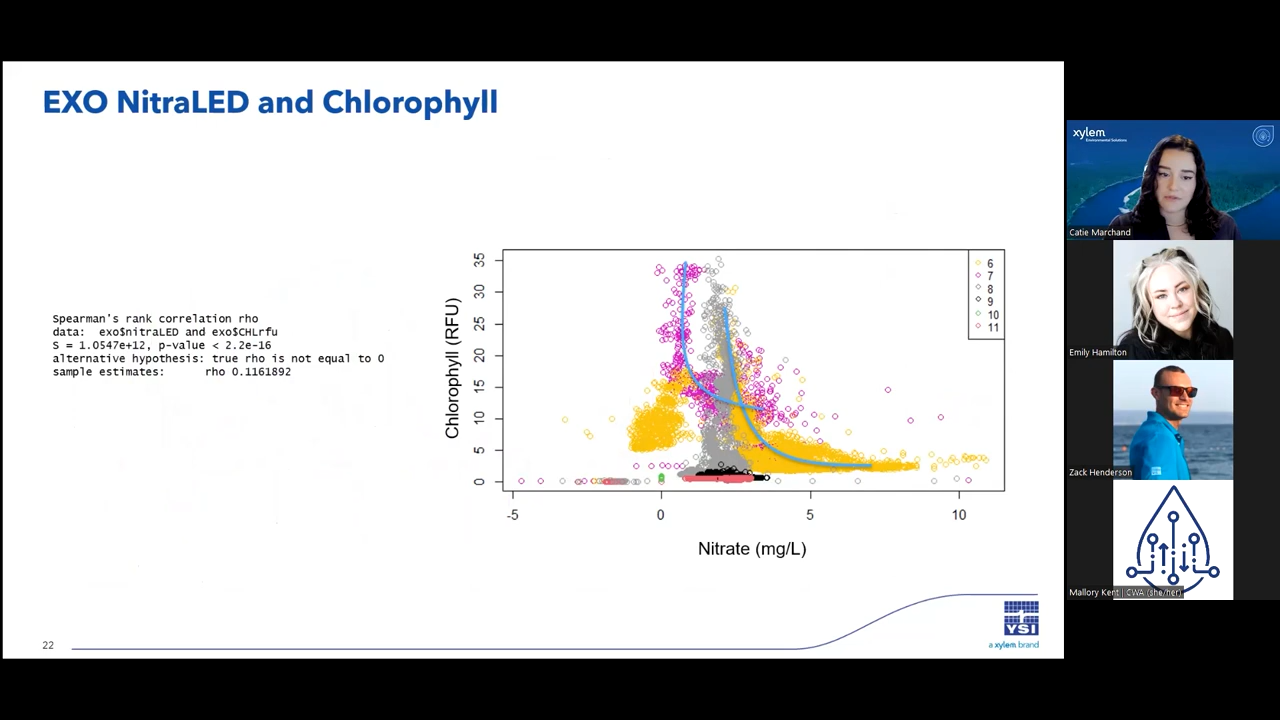 EXO NitraLED and Chlorophyll
Spearman's rank correlation rho
data: exo$nitraLED and exo$CHLrfu
S = 1.0547e+12, p-value < 2.2e-16
alternative hypothesis: true rho is not equal to 0
sample estimates: rho 0.1161892
Chlorophyll (RFU)
35
30
25
20
15
10
5
0
-5
0
5
10
Nitrate (mg/L)
6
7
8
9
10
11
22
YSI
a xylem brand
xylem
Environmental Solutions
Catie Marchand
Emily Hamilton
Zack Henderson
Mallory Kent | CWA (she/her)